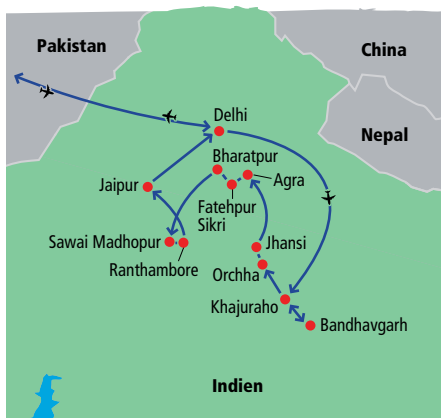 Pakistan
China
Delhi
Nepal
Bharatpur
Agra
Jaipur
Fatehpur
Sikri
Sawai Madhopur
Jhansi
Ranthambore
Orchha
Khajuraho
Bandhavgarh
Indien